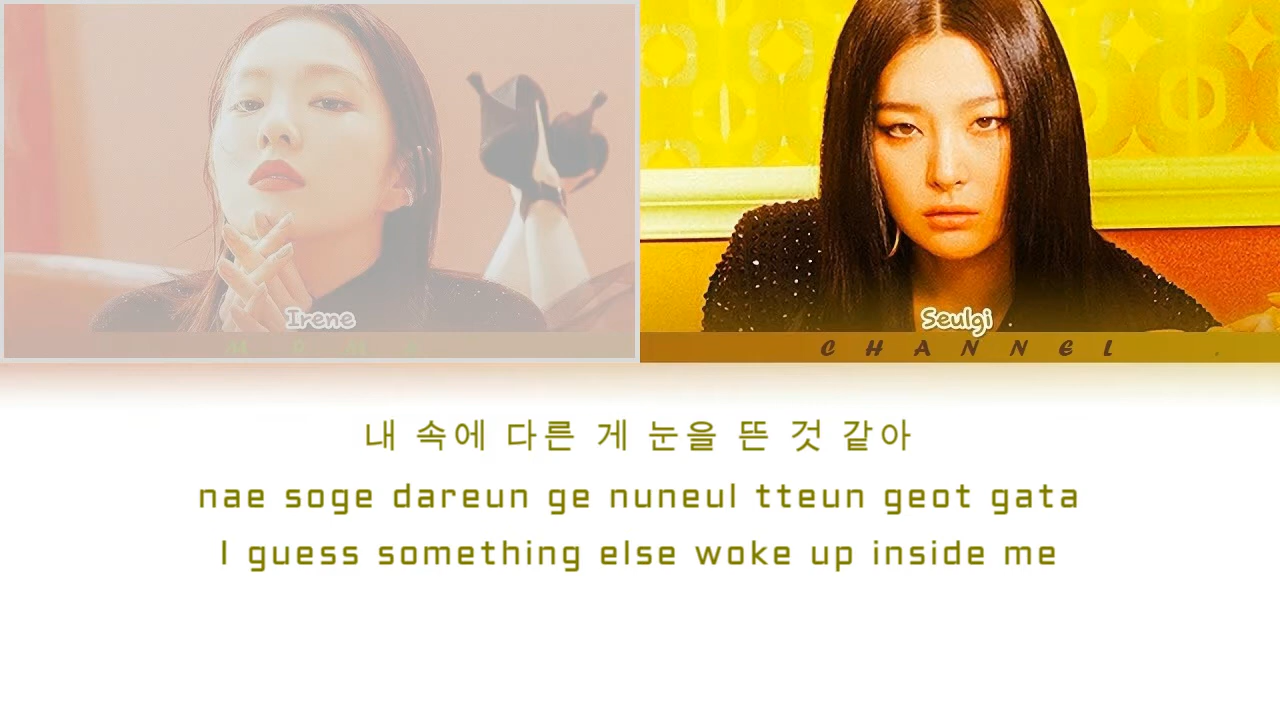 Irene
Seulgi
C H A N N E L
내 속에 다른 게 눈을 뜬 것 같아
nae soge dareun ge nuneul tteun geot gata
I guess something else woke up inside me